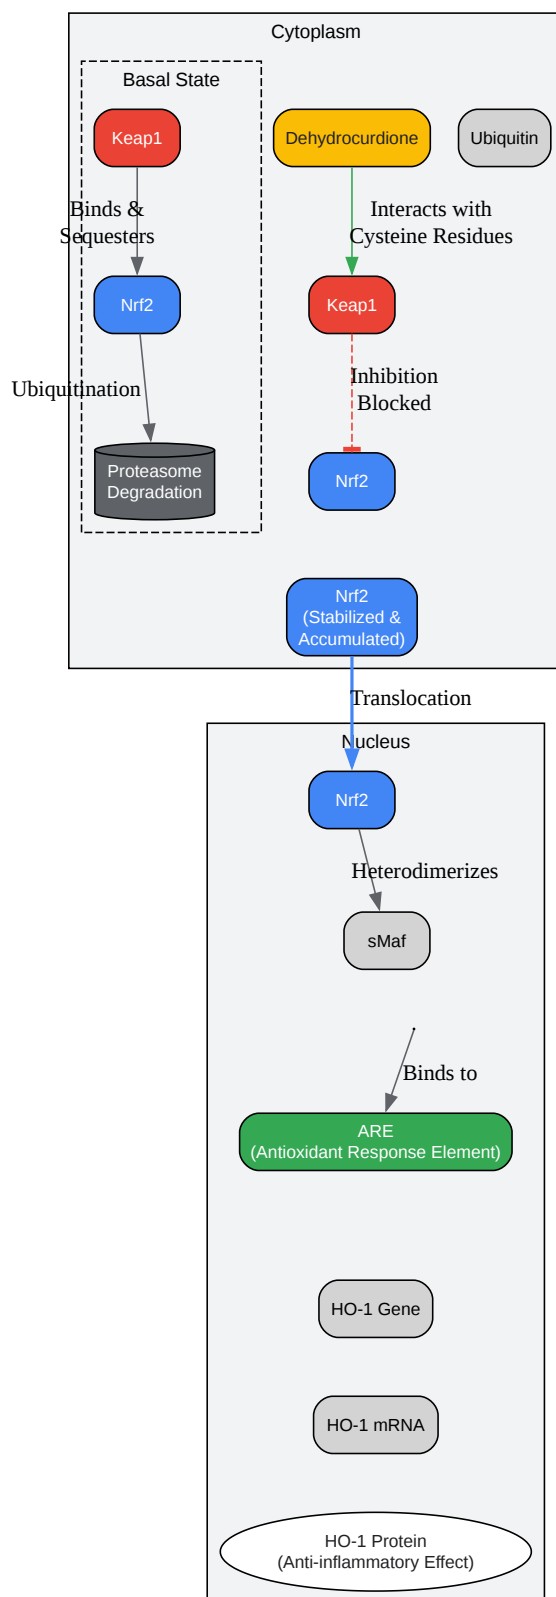 Cytoplasm
Basal State
Keap1
Dehydrocurdione
Ubiquitin
Binds &
Sequesters
Interacts with
Cysteine Residues
Nrf2
Keap1
Ubiquitination
Inhibition
Blocked
Proteasome
Degradation
Nrf2
Nrf2
(Stabilized &
Accumulated)
Translocation
Nucleus
Nrf2
Heterodimerizes
sMaf
Binds to
ARE
(Antioxidant Response Element)
HO-1 Gene
HO-1 mRNA
HO-1 Protein
(Anti-inflammatory Effect)